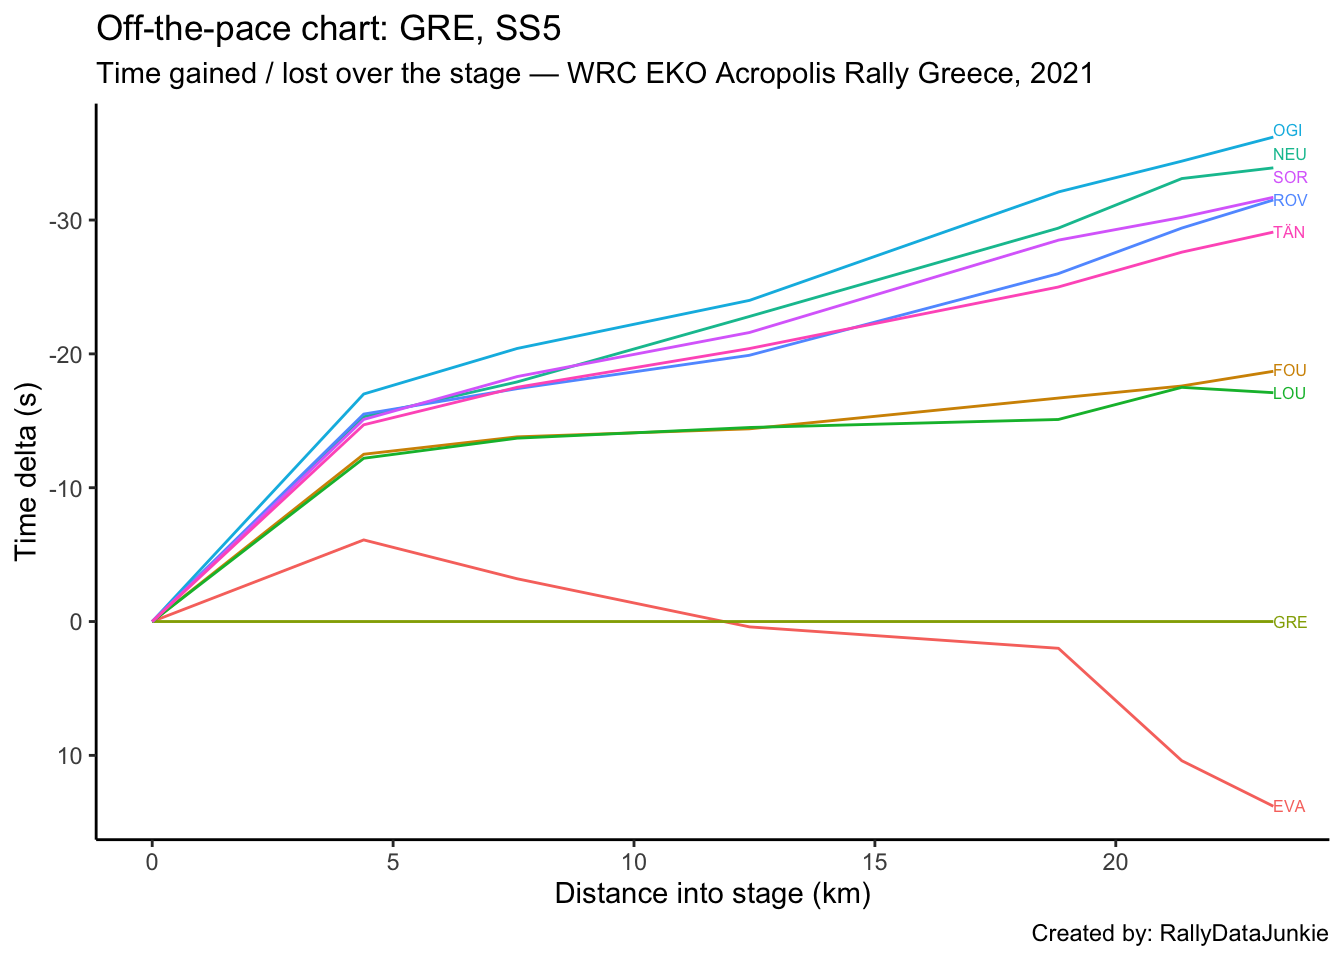 Off-the-pace chart: GRE, SS5
Time gained / lost over the stage — WRC EKO Acropolis Rally Greece, 2021
Time delta (s)
-30
-20
-10
0
10
OGI
NEU
SOR
ROV
TÄN
FOU
LOU
GRE
EVA
0 5 10 15 20
Distance into stage (km)
Created by: RallyDataJunkie